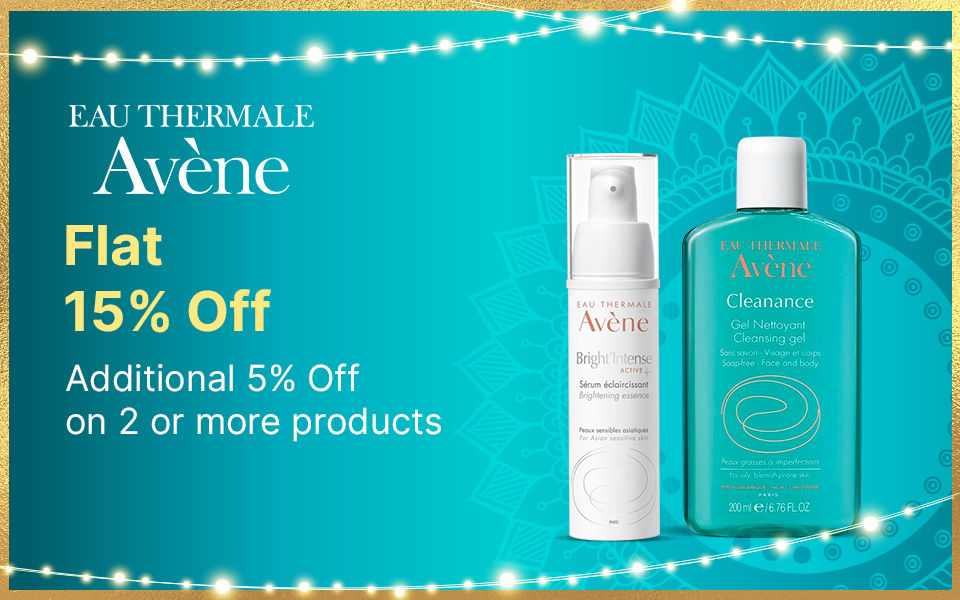 EAU THERMALE
Avène
Flat
15% Off
Additional 5% Off
on 2 or more products
EAU THERMALE
Avène
Bright'Intense
ACTIVE+
Sérum éclaircissant
Brightening essence
Peaux sensibles asiatiques
For Asian sensitive skin
PARIS
EAU THERMALE
Avène
Cleanance
Gel Nettoyant
Cleansing gel
Sans savon · Visage et corps
Soap-free · Face and body
Peaux grasses à imperfections
For oily, blemish-prone skin
PARIS
200 ml e / 6.76 FL.OZ.